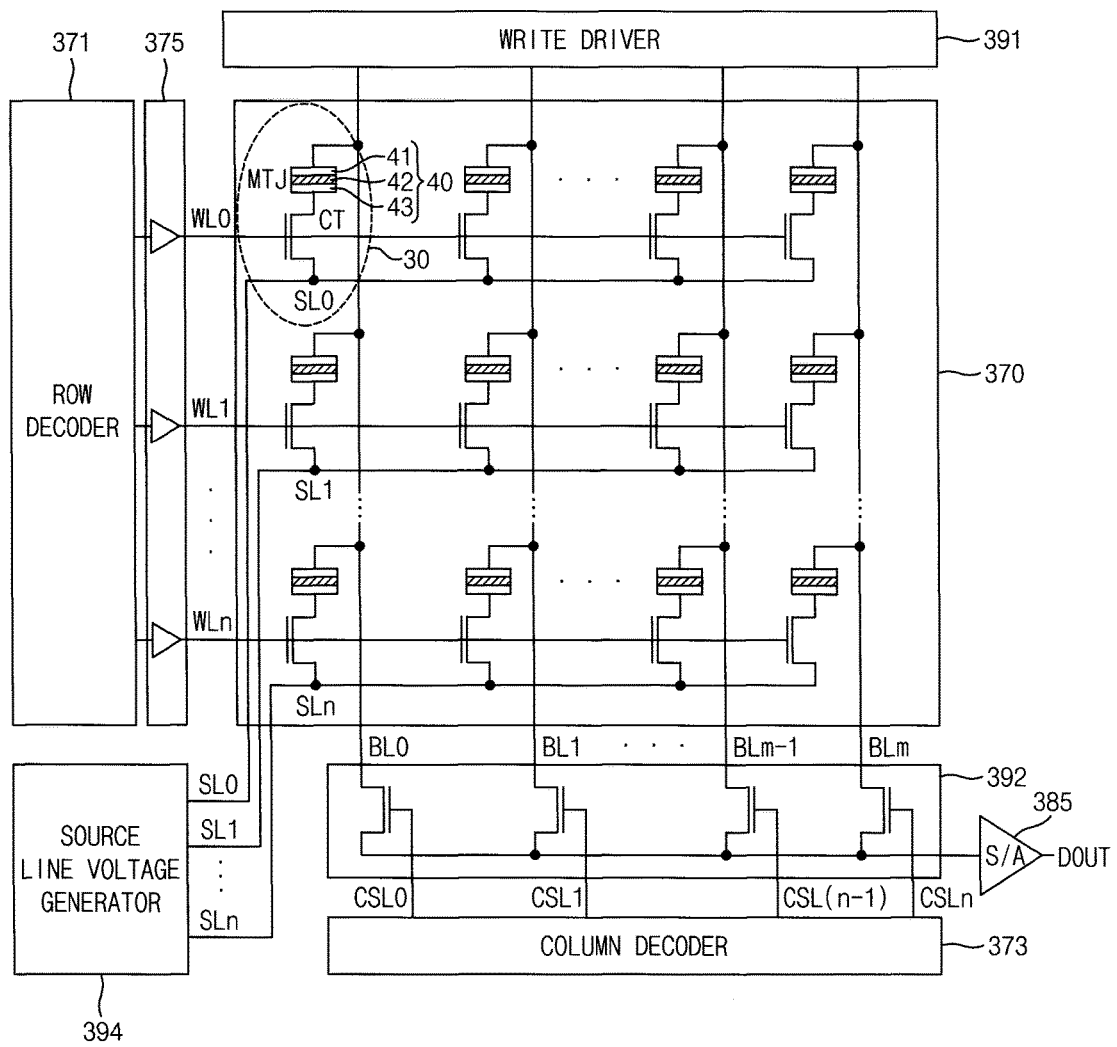 WRITE DRIVER
391
371
375
MTJ
41
42
43
40
CT
WL0
30
SL0
370
ROW
DECODER
WL1
SL1
WLn
SLn
BL0
BL1
BLm-1
BLm
392
SL0
SL1
SLn
SOURCE
LINE VOLTAGE
GENERATOR
385
S/A
DOUT
CSL0
CSL1
CSL(n-1)
CSLn
COLUMN DECODER
373
394